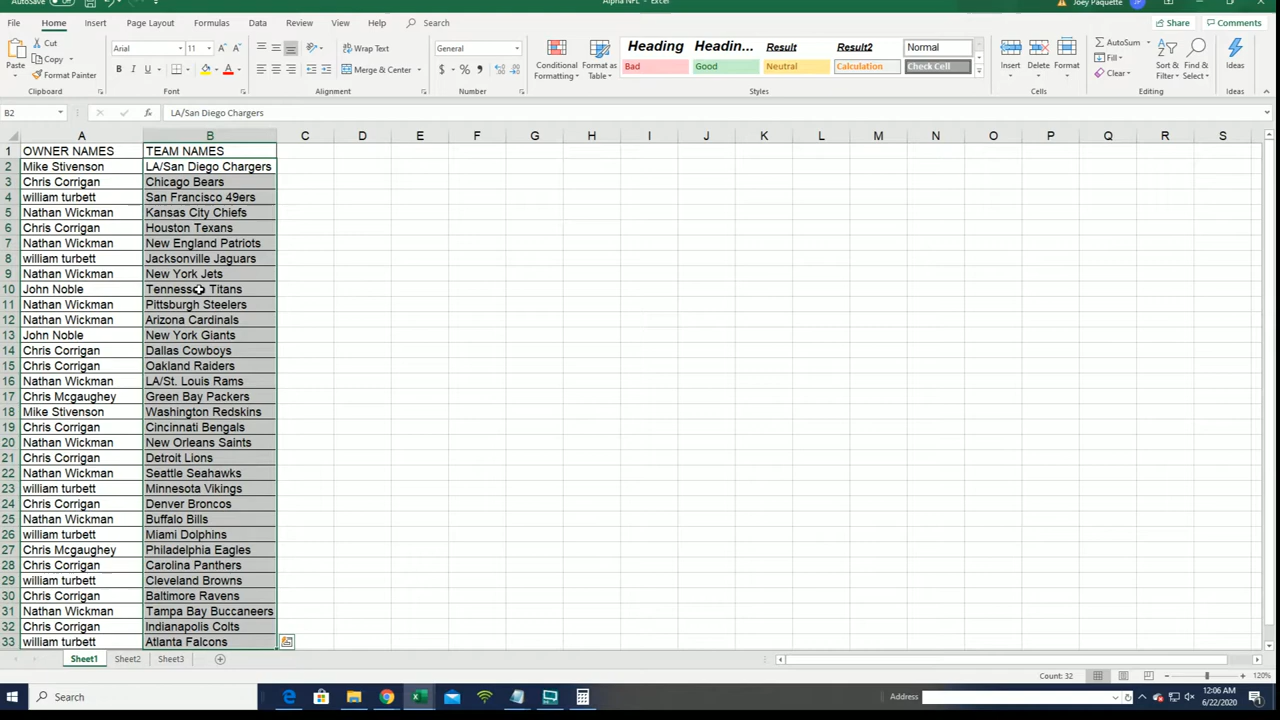 Alpha NFL - Excel
Joey Paquette
JP
File Home Insert Page Layout Formulas Data Review View Help Search Share Comments
Paste Cut Copy Format Painter Clipboard
Arial 11 Font
Wrap Text Merge & Center Alignment
General Number
Conditional Formatting Format as Table
Heading Headin... Result Result2 Normal
Bad Good Neutral Calculation Check Cell
Styles
Insert Delete Format Cells
AutoSum Fill Clear Sort & Filter Find & Select Editing
Ideas Ideas
B2 fx LA/San Diego Chargers
A B C D E F G H I J K L M N O P Q R S
1 OWNER NAMES TEAM NAMES
2 Mike Stivenson LA/San Diego Chargers
3 Chris Corrigan Chicago Bears
4 william turbett San Francisco 49ers
5 Nathan Wickman Kansas City Chiefs
6 Chris Corrigan Houston Texans
7 Nathan Wickman New England Patriots
8 william turbett Jacksonville Jaguars
9 Nathan Wickman New York Jets
10 John Noble Tennessee Titans
11 Nathan Wickman Pittsburgh Steelers
12 Nathan Wickman Arizona Cardinals
13 John Noble New York Giants
14 Chris Corrigan Dallas Cowboys
15 Chris Corrigan Oakland Raiders
16 Nathan Wickman LA/St. Louis Rams
17 Chris Mcgaughey Green Bay Packers
18 Mike Stivenson Washington Redskins
19 Chris Corrigan Cincinnati Bengals
20 Nathan Wickman New Orleans Saints
21 Chris Corrigan Detroit Lions
22 Nathan Wickman Seattle Seahawks
23 william turbett Minnesota Vikings
24 Chris Corrigan Denver Broncos
25 Nathan Wickman Buffalo Bills
26 william turbett Miami Dolphins
27 Chris Mcgaughey Philadelphia Eagles
28 Chris Corrigan Carolina Panthers
29 william turbett Cleveland Browns
30 Chris Corrigan Baltimore Ravens
31 Nathan Wickman Tampa Bay Buccaneers
32 Chris Corrigan Indianapolis Colts
33 william turbett Atlanta Falcons
Sheet1 Sheet2 Sheet3
Count: 32 120%
Search Address 12:06 AM
6/22/2020